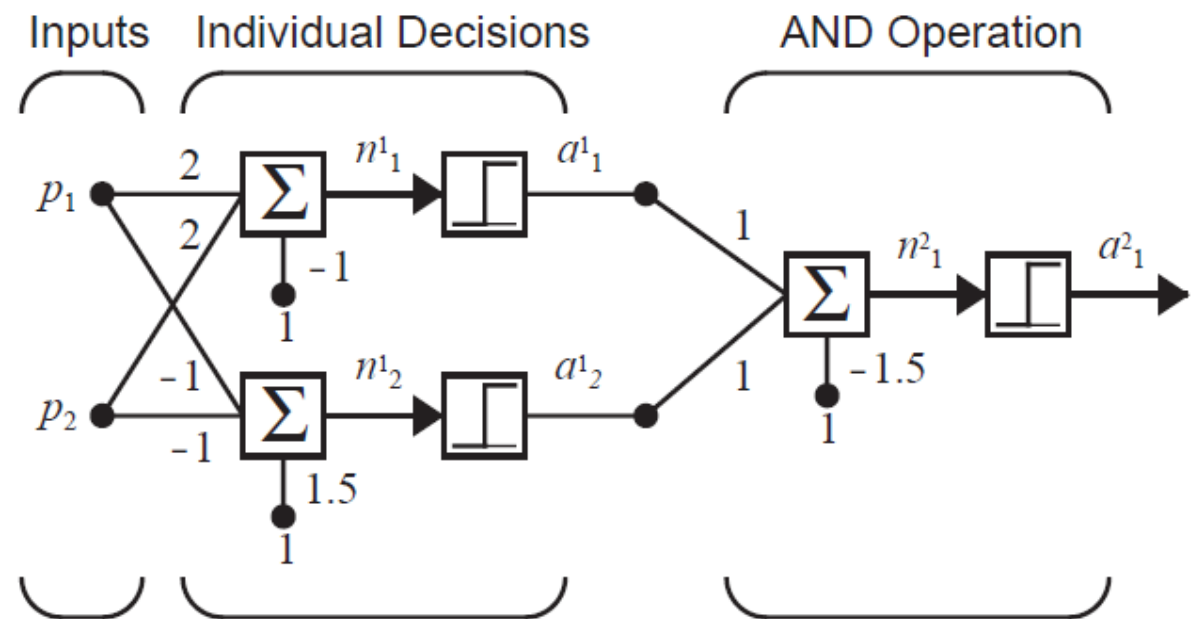 Inputs Individual Decisions AND Operation
2 n¹₁ a¹₁
p₁ Σ
2 1 n²₁ a²₁
-1 Σ
1
-1 n¹₂ a¹₂ 1 -1.5
p₂ Σ
-1 1
1.5
1